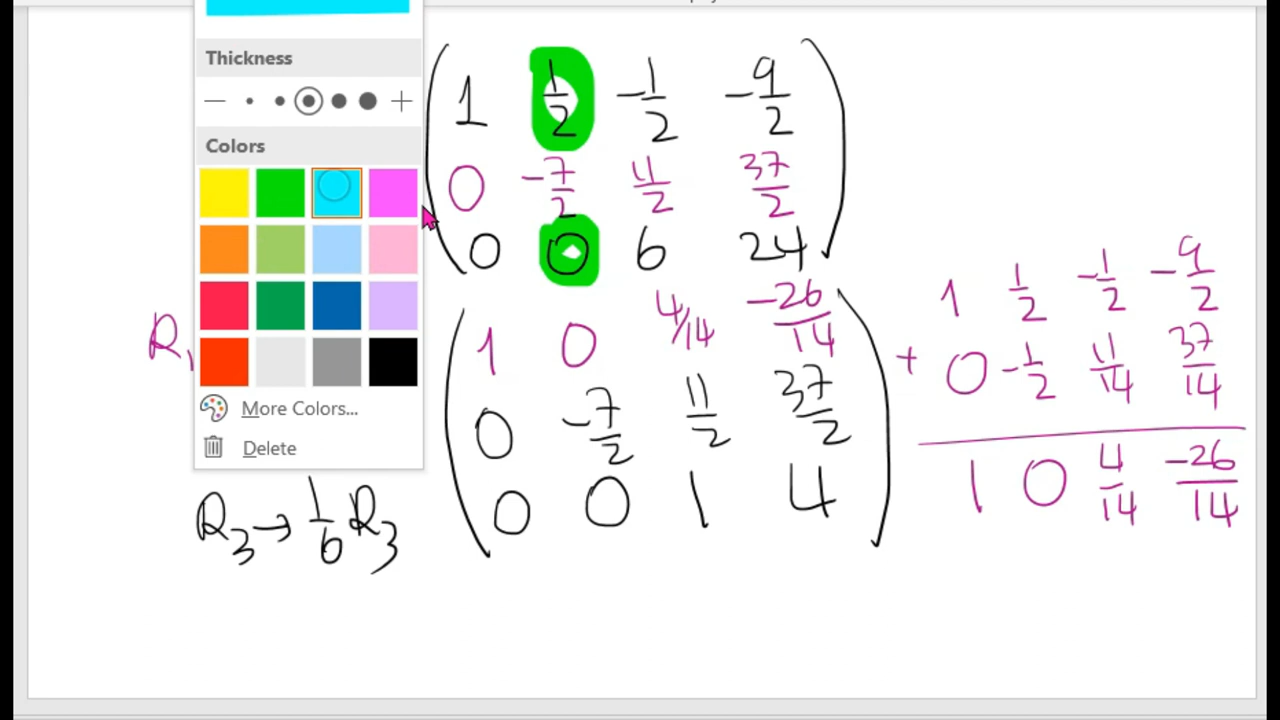 Thickness
Colors
More Colors...
Delete
1 1/2 -1/2 -9/2
0 -7/2 11/2 37/2
0 0 6 24
R₁
1 0 4/14 -26/14
0 -7/2 11/2 37/2
0 0 1 4
R₃→1/6R₃
1 1/2 -1/2 -9/2
+ 0 -1/2 11/14 37/14
1 0 4/14 -26/14